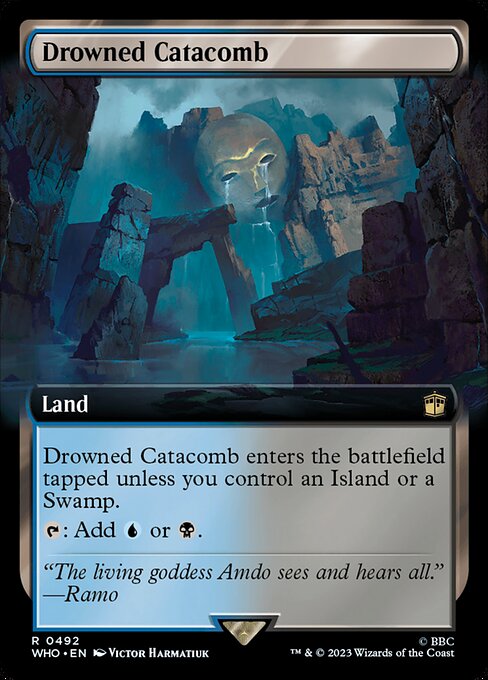 Drowned Catacomb
Land
Drowned Catacomb enters the battlefield
tapped unless you control an Island or a
Swamp.
: Add or .
“The living goddess Amdo sees and hears all.”
—Ramo
R 0492
WHO • EN Victor Harmatiuk
© BBC
™ & © 2023 Wizards of the Coast